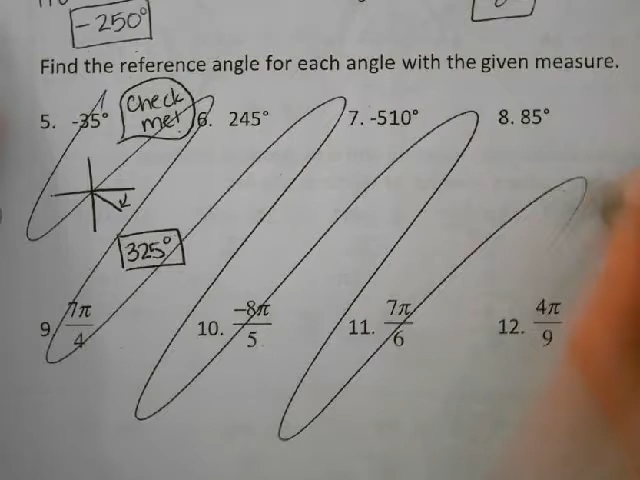 -250°
Find the reference angle for each angle with the given measure.
5. -35° check 6. 245° 7. -510° 8. 85°
me!
325°
9. 7π/4 10. -8π/5 11. 7π/6 12. 4π/9